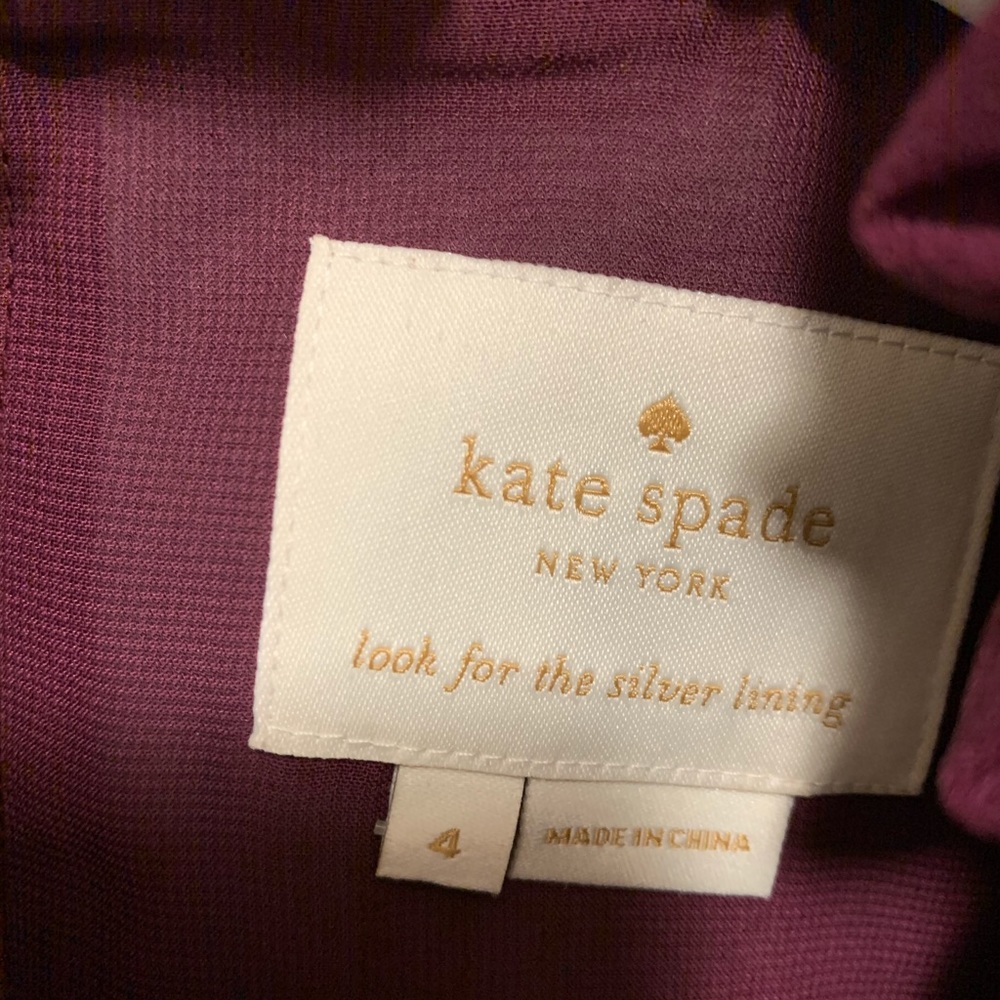 kate spade
NEW YORK
look for the silver lining
4
MADE IN CHINA